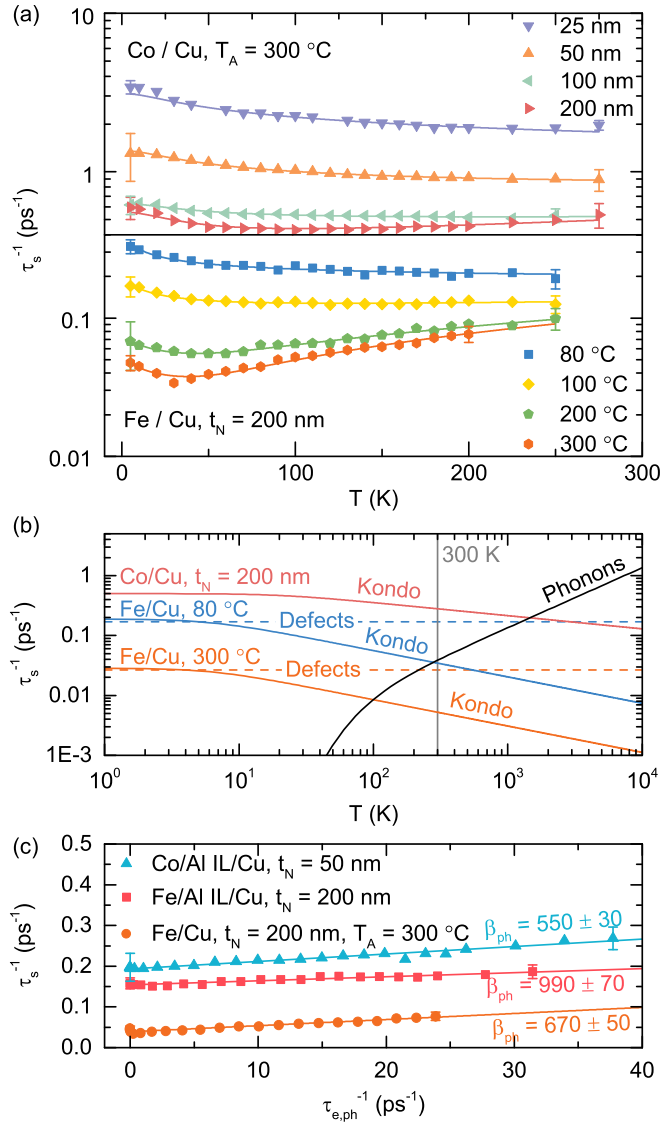 (a)
10
Co / Cu, T_A = 300 °C
25 nm
50 nm
100 nm
200 nm
1
τ_s^-1 (ps^-1)
0.1
80 °C
100 °C
200 °C
300 °C
Fe / Cu, t_N = 200 nm
0.01
0 100 200 300
T (K)
(b)
300 K
1
Co/Cu, t_N = 200 nm
Kondo
Phonons
Fe/Cu, 80 °C
Defects
0.1
Kondo
Fe/Cu, 300 °C
Defects
0.01
Kondo
τ_s^-1 (ps^-1)
1E-3
10^0 10^1 10^2 10^3 10^4
T (K)
(c)
0.5
Co/Al IL/Cu, t_N = 50 nm
0.4
Fe/Al IL/Cu, t_N = 200 nm
Fe/Cu, t_N = 200 nm, T_A = 300 °C
0.3
β_ph = 550 ± 30
0.2
β_ph = 990 ± 70
0.1
β_ph = 670 ± 50
0.0
τ_s^-1 (ps^-1)
0 10 20 30 40
τ_e,ph^-1 (ps^-1)